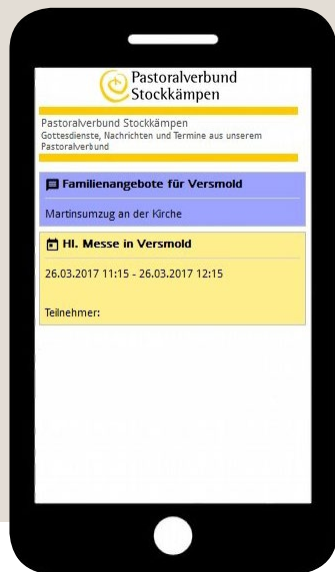 Pastoralverbund
Stockkämpen
Pastoralverbund Stockkämpen
Gottesdienste, Nachrichten und Termine aus unserem
Pastoralverbund
Familienangebote für Versmold
Martinsumzug an der Kirche
Hl. Messe in Versmold
26.03.2017 11:15 - 26.03.2017 12:15
Teilnehmer: